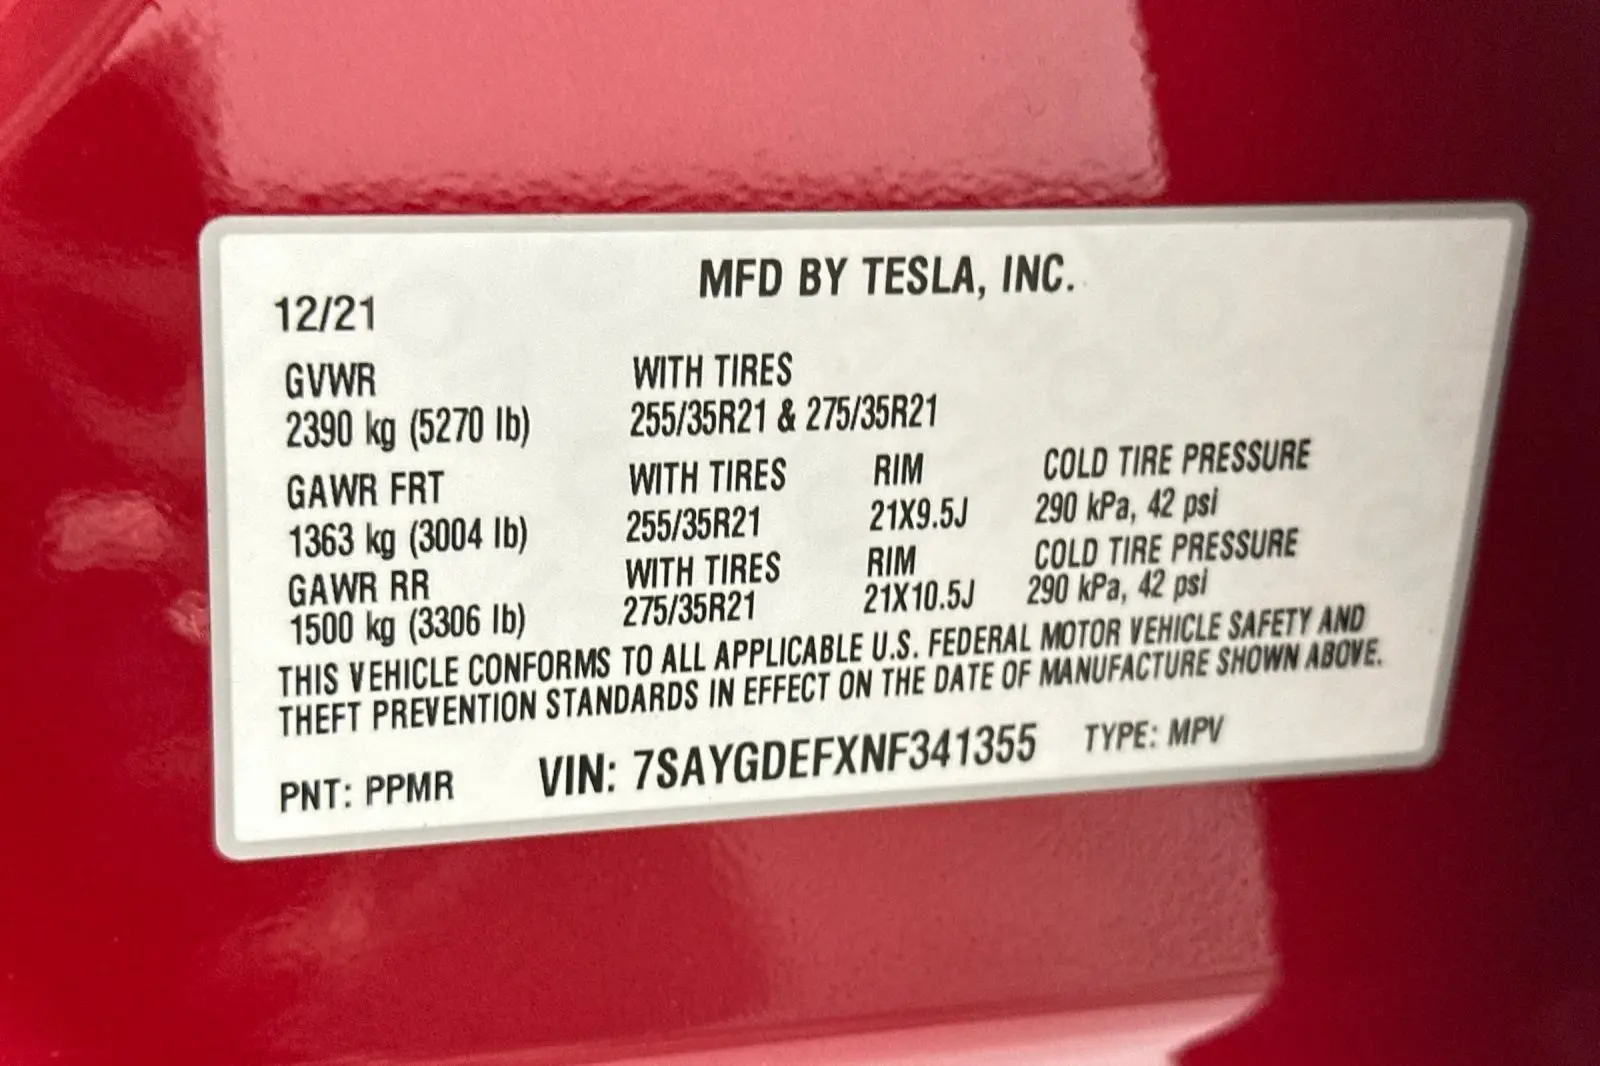 MFD BY TESLA, INC.
12/21
GVWR WITH TIRES
2390 kg (5270 lb) 255/35R21 & 275/35R21
GAWR FRT WITH TIRES RIM COLD TIRE PRESSURE
1363 kg (3004 lb) 255/35R21 21X9.5J 290 kPa, 42 psi
GAWR RR WITH TIRES RIM COLD TIRE PRESSURE
1500 kg (3306 lb) 275/35R21 21X10.5J 290 kPa, 42 psi
THIS VEHICLE CONFORMS TO ALL APPLICABLE U.S. FEDERAL MOTOR VEHICLE SAFETY AND
THEFT PREVENTION STANDARDS IN EFFECT ON THE DATE OF MANUFACTURE SHOWN ABOVE.
PNT: PPMR VIN: 7SAYGDEFXNF341355 TYPE: MPV